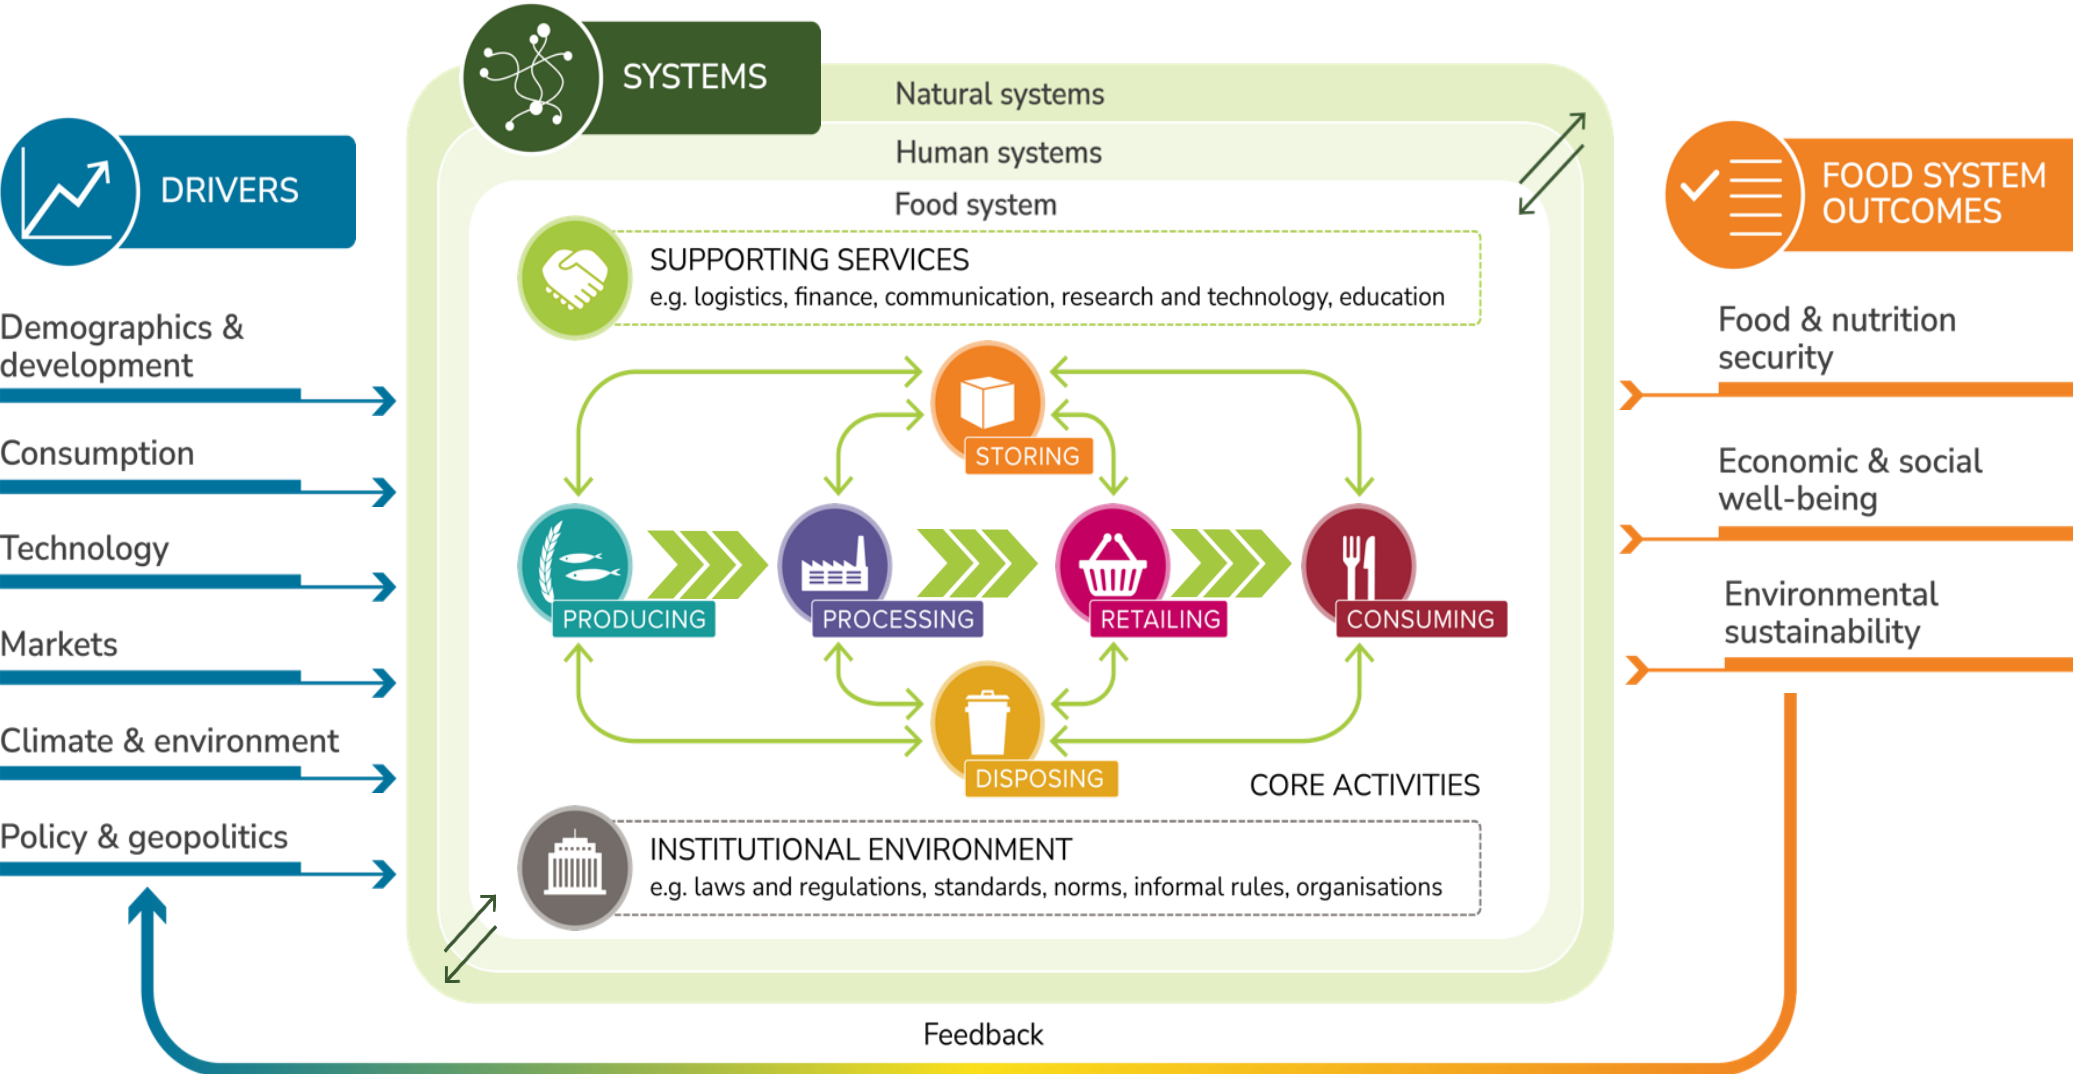 SYSTEMS
Natural systems
Human systems
Food system
DRIVERS
Demographics &
development
Consumption
Technology
Markets
Climate & environment
Policy & geopolitics
SUPPORTING SERVICES
e.g. logistics, finance, communication, research and technology, education
STORING
PRODUCING
PROCESSING
RETAILING
CONSUMING
DISPOSING
CORE ACTIVITIES
INSTITUTIONAL ENVIRONMENT
e.g. laws and regulations, standards, norms, informal rules, organisations
FOOD SYSTEM
OUTCOMES
Food & nutrition
security
Economic & social
well-being
Environmental
sustainability
Feedback